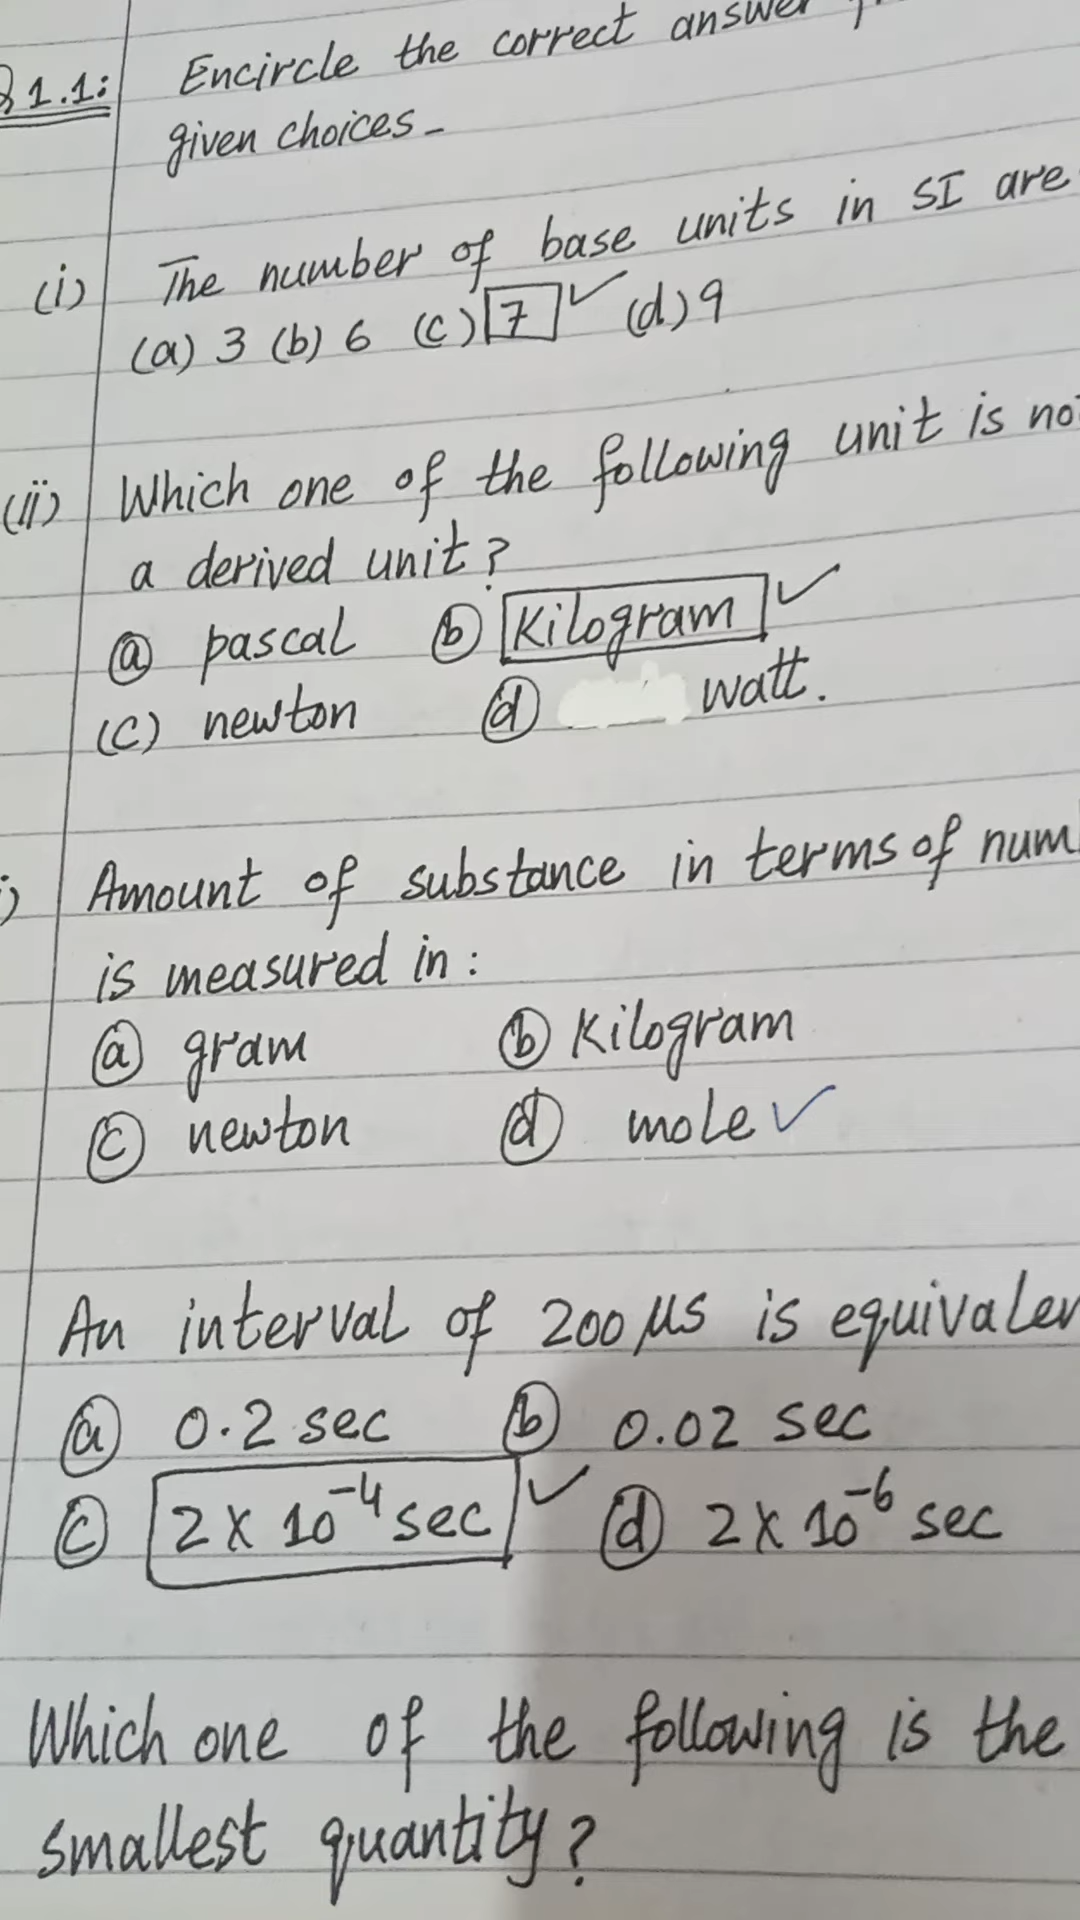 Q1.1: Encircle the correct answer
given choices-
(i) The number of base units in SI are
(a) 3 (b) 6 (c) 7 ✓ (d) 9
(ii) Which one of the following unit is
a derived unit?
(a) pascal (b) Kilogram ✓
(c) newton (d) watt.
Amount of substance in terms of
is measured in:
(a) gram (b) Kilogram
(c) newton (d) mole ✓
An interval of 200 μs is
(a) 0.2 sec (b) 0.02 sec
(c) 2 x 10⁻⁴ sec ✓ (d) 2 x 10⁻⁶ sec
Which one of the following is the
smallest quantity?